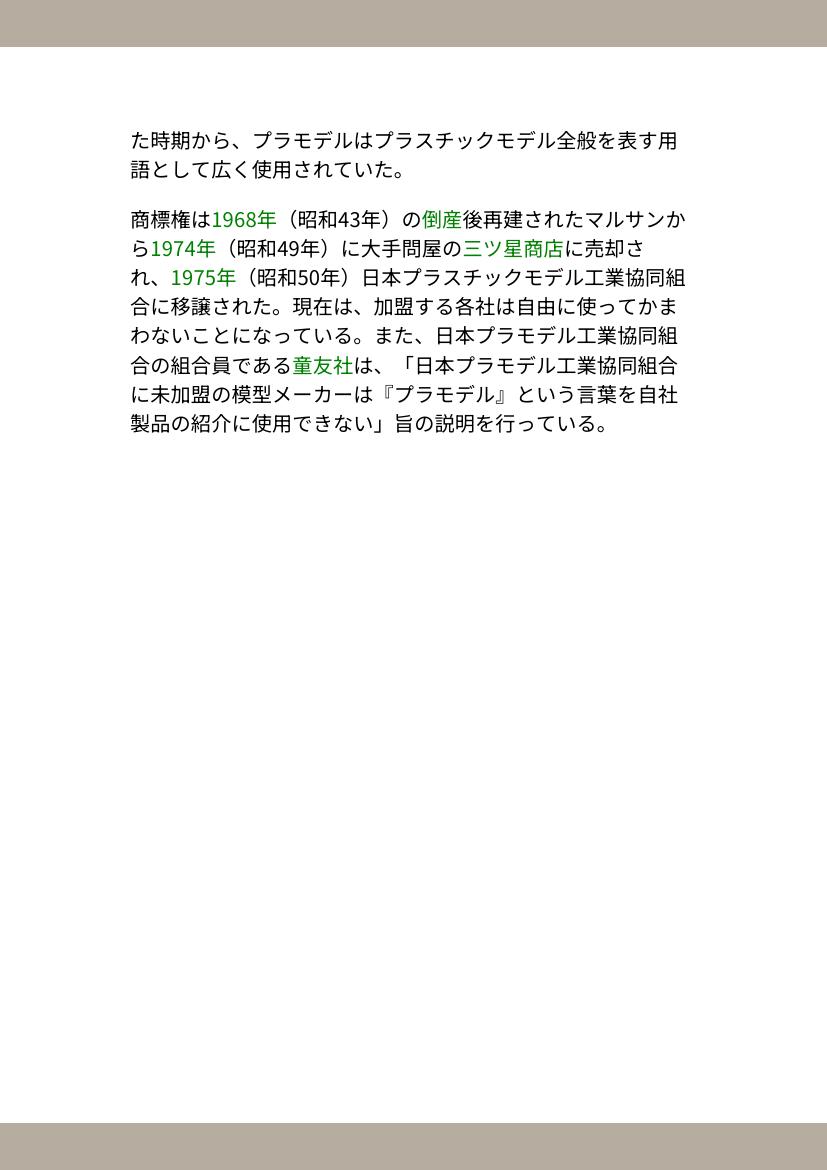 た時期から、プラモデルはプラスチックモデル全般を表す用
語として広く使用されていた。
商標権は1968年（昭和43年）の倒産後再建されたマルサンか
ら1974年（昭和49年）に大手問屋の三ツ星商店に売却さ
れ、1975年（昭和50年）日本プラスチックモデル工業協同組
合に移譲された。現在は、加盟する各社は自由に使ってかま
わないことになっている。また、日本プラモデル工業協同組
合の組合員である童友社は、「日本プラモデル工業協同組合
に未加盟の模型メーカーは『プラモデル』という言葉を自社
製品の紹介に使用できない」旨の説明を行っている。